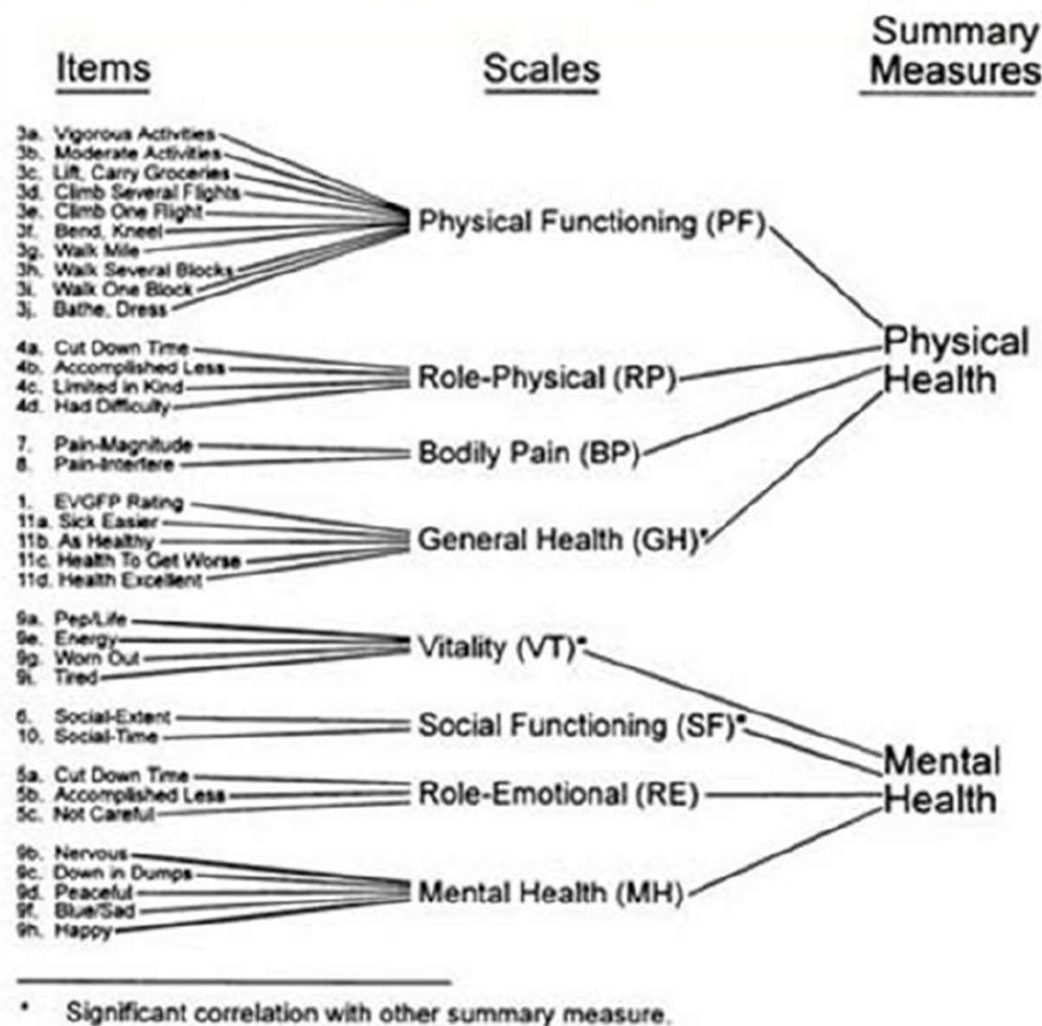 Items
Scales
Summary
Measures
3a. Vigorous Activities
3b. Moderate Activities
3c. Lift, Carry Groceries
3d. Climb Several Flights
3e. Climb One Flight
3f. Bend, Kneel
3g. Walk Mile
3h. Walk Several Blocks
3i. Walk One Block
3j. Bathe, Dress
Physical Functioning (PF)
4a. Cut Down Time
4b. Accomplished Less
4c. Limited in Kind
4d. Had Difficulty
Role-Physical (RP)
7. Pain-Magnitude
8. Pain-Interfere
Bodily Pain (BP)
1. EVGFP Rating
11a. Sick Easier
11b. As Healthy
11c. Health To Get Worse
11d. Health Excellent
General Health (GH)*
Physical
Health
9a. Pep/Life
9e. Energy
9g. Worn Out
9i. Tired
Vitality (VT)*
6. Social-Extent
10. Social-Time
Social Functioning (SF)*
5a. Cut Down Time
5b. Accomplished Less
5c. Not Careful
Role-Emotional (RE)
9b. Nervous
9c. Down in Dumps
9d. Peaceful
9f. Blue/Sad
9h. Happy
Mental Health (MH)
Mental
Health
* Significant correlation with other summary measure.